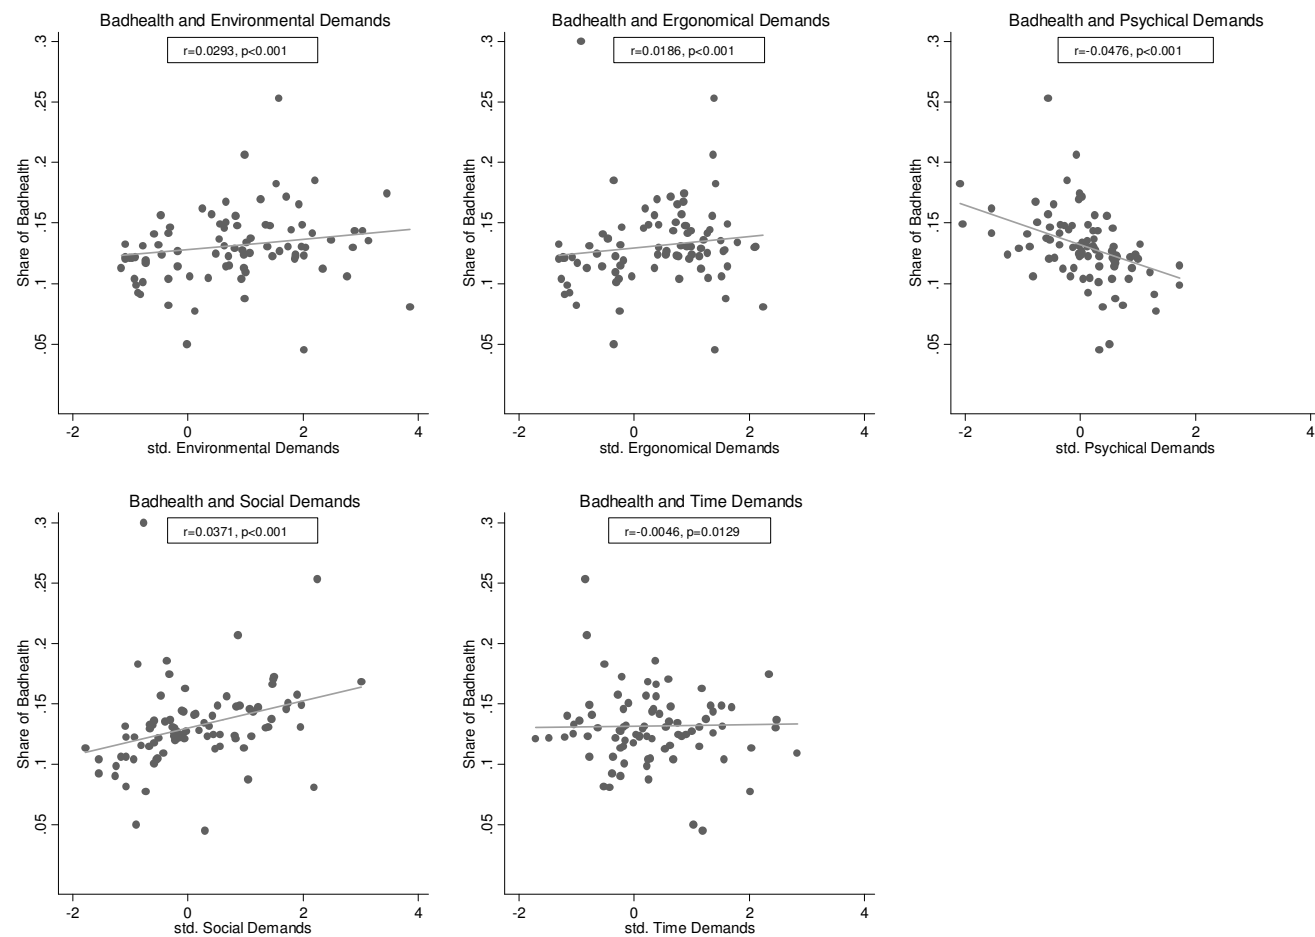 Badhealth and Environmental Demands
r=0.0293, p<0.001
Share of Badhealth
.3
.25
.2
.15
.1
.05
-2
0
2
4
std. Environmental Demands
Badhealth and Ergonomical Demands
r=0.0186, p<0.001
Share of Badhealth
.3
.25
.2
.15
.1
.05
-2
0
2
4
std. Ergonomical Demands
Badhealth and Psychical Demands
r=-0.0476, p<0.001
Share of Badhealth
.3
.25
.2
.15
.1
.05
-2
0
2
4
std. Psychical Demands
Badhealth and Social Demands
r=0.0371, p<0.001
Share of Badhealth
.3
.25
.2
.15
.1
.05
-2
0
2
4
std. Social Demands
Badhealth and Time Demands
r=-0.0046, p=0.0129
Share of Badhealth
.3
.25
.2
.15
.1
.05
-2
0
2
4
std. Time Demands